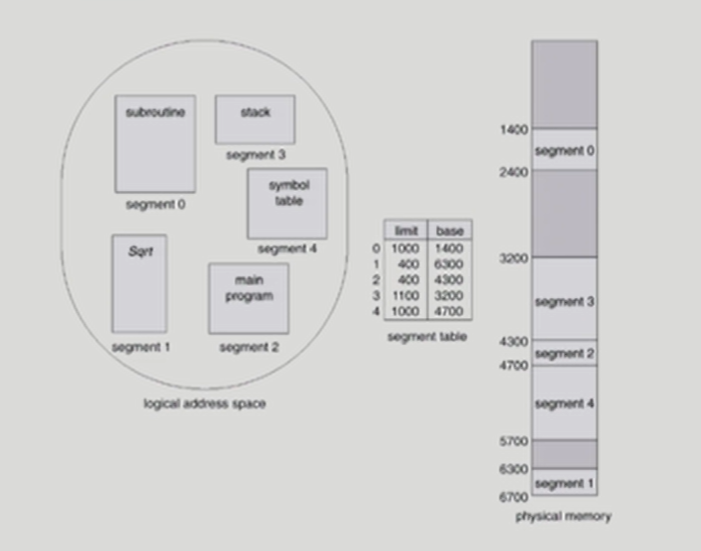 subroutine
segment 0
stack
segment 3
symbol
table
segment 4
Sqrt
segment 1
main
program
segment 2
logical address space
limit base
0 1000 1400
1 400 6300
2 400 4300
3 1100 3200
4 1000 4700
segment table
1400
segment 0
2400
3200
segment 3
4300
segment 2
4700
segment 4
5700
6300
segment 1
6700
physical memory